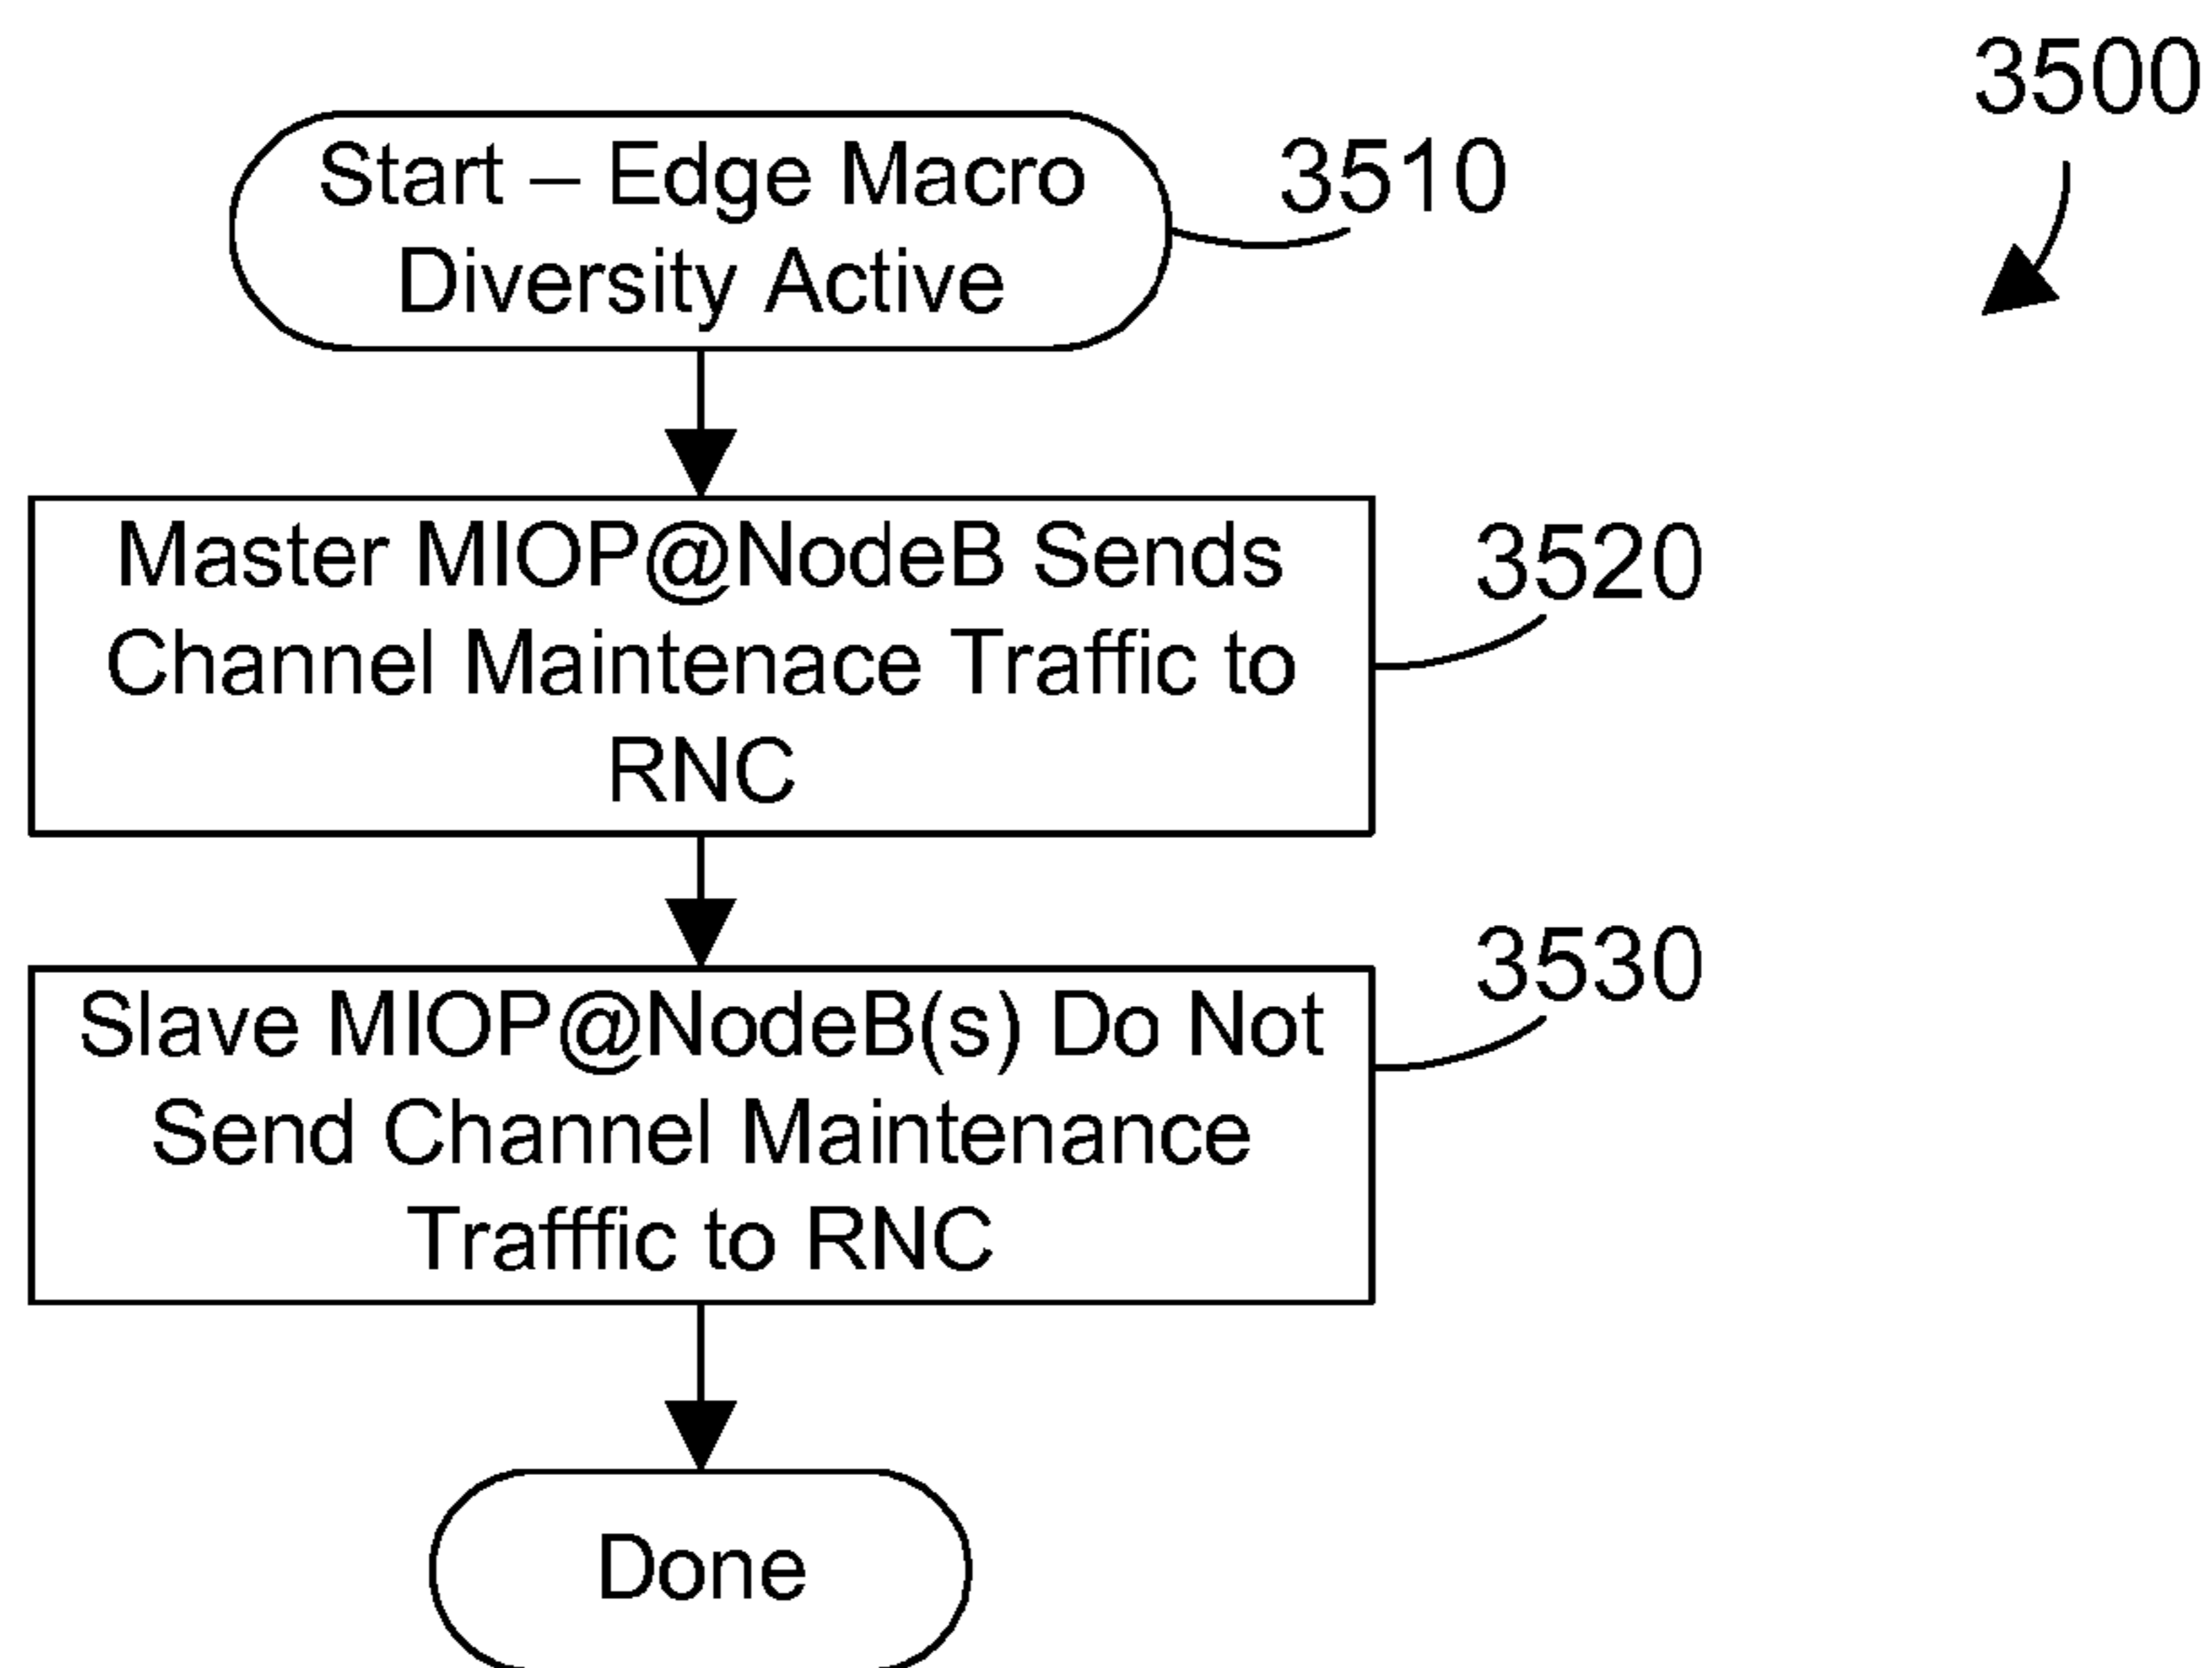 3500
Start – Edge Macro
Diversity Active
3510
Master MIOP@NodeB Sends
Channel Maintenace Traffic to
RNC
3520
Slave MIOP@NodeB(s) Do Not
Send Channel Maintenance
Trafffic to RNC
3530
Done